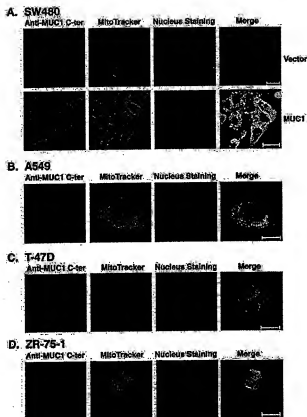 A. SW480
Anti-MUC1 C-ter MitoTracker Nucleus Staining Merge
Vector
MUC1
B. A549
Anti-MUC1 C-ter MitoTracker Nucleus Staining Merge
C. T-47D
Anti-MUC1 C-ter MitoTracker Nucleus Staining Merge
D. ZR-75-1
Anti-MUC1 C-ter MitoTracker Nucleus Staining Merge